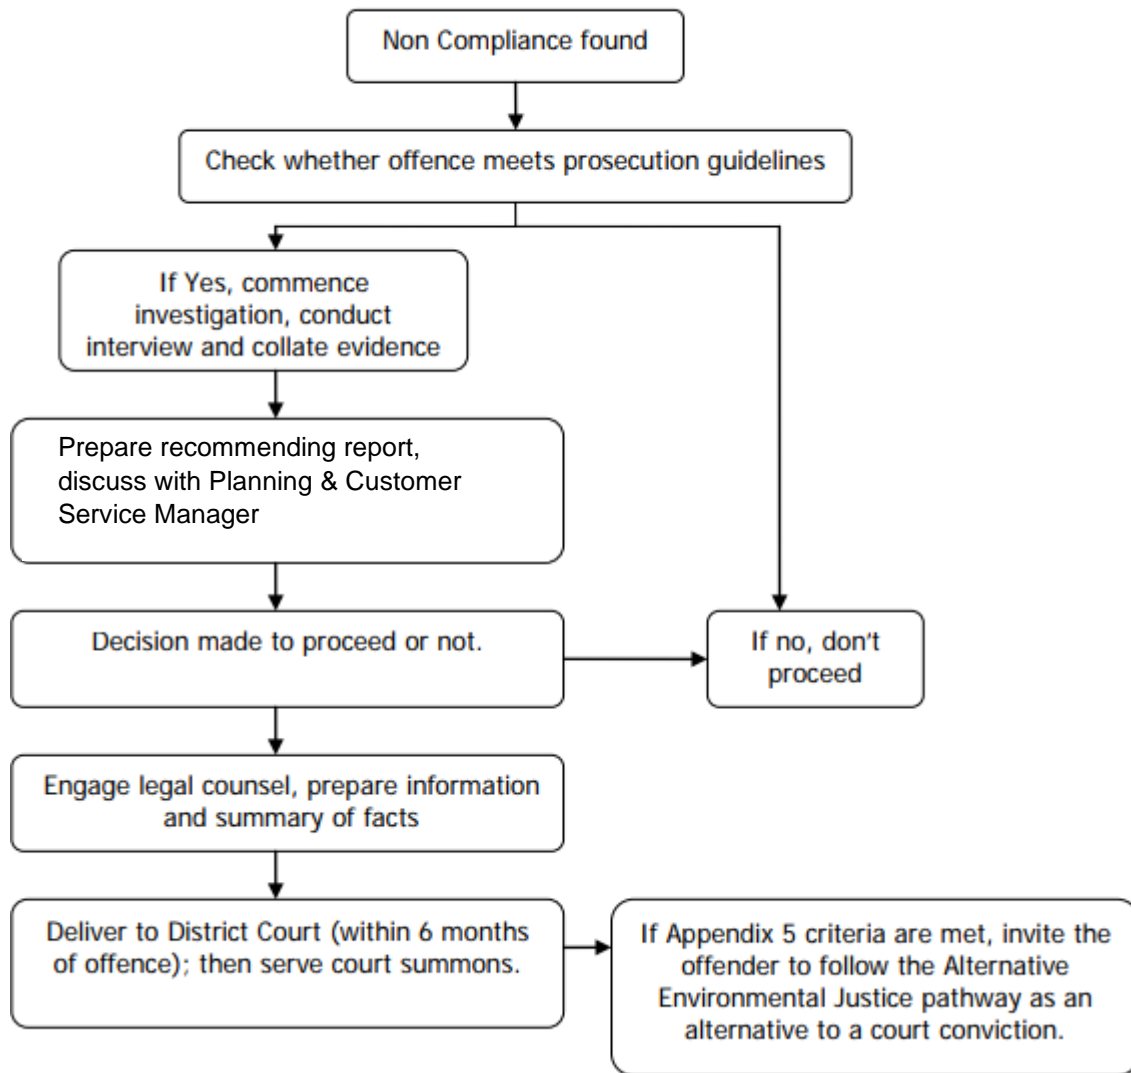 Non Compliance found
Check whether offence meets prosecution guidelines
If Yes, commence
investigation, conduct
interview and collate evidence
Prepare recommending report,
discuss with Planning & Customer
Service Manager
Decision made to proceed or not.
If no, don't
proceed
Engage legal counsel, prepare information
and summary of facts
Deliver to District Court (within 6 months
of offence); then serve court summons.
If Appendix 5 criteria are met, invite the
offender to follow the Alternative
Environmental Justice pathway as an
alternative to a court conviction.